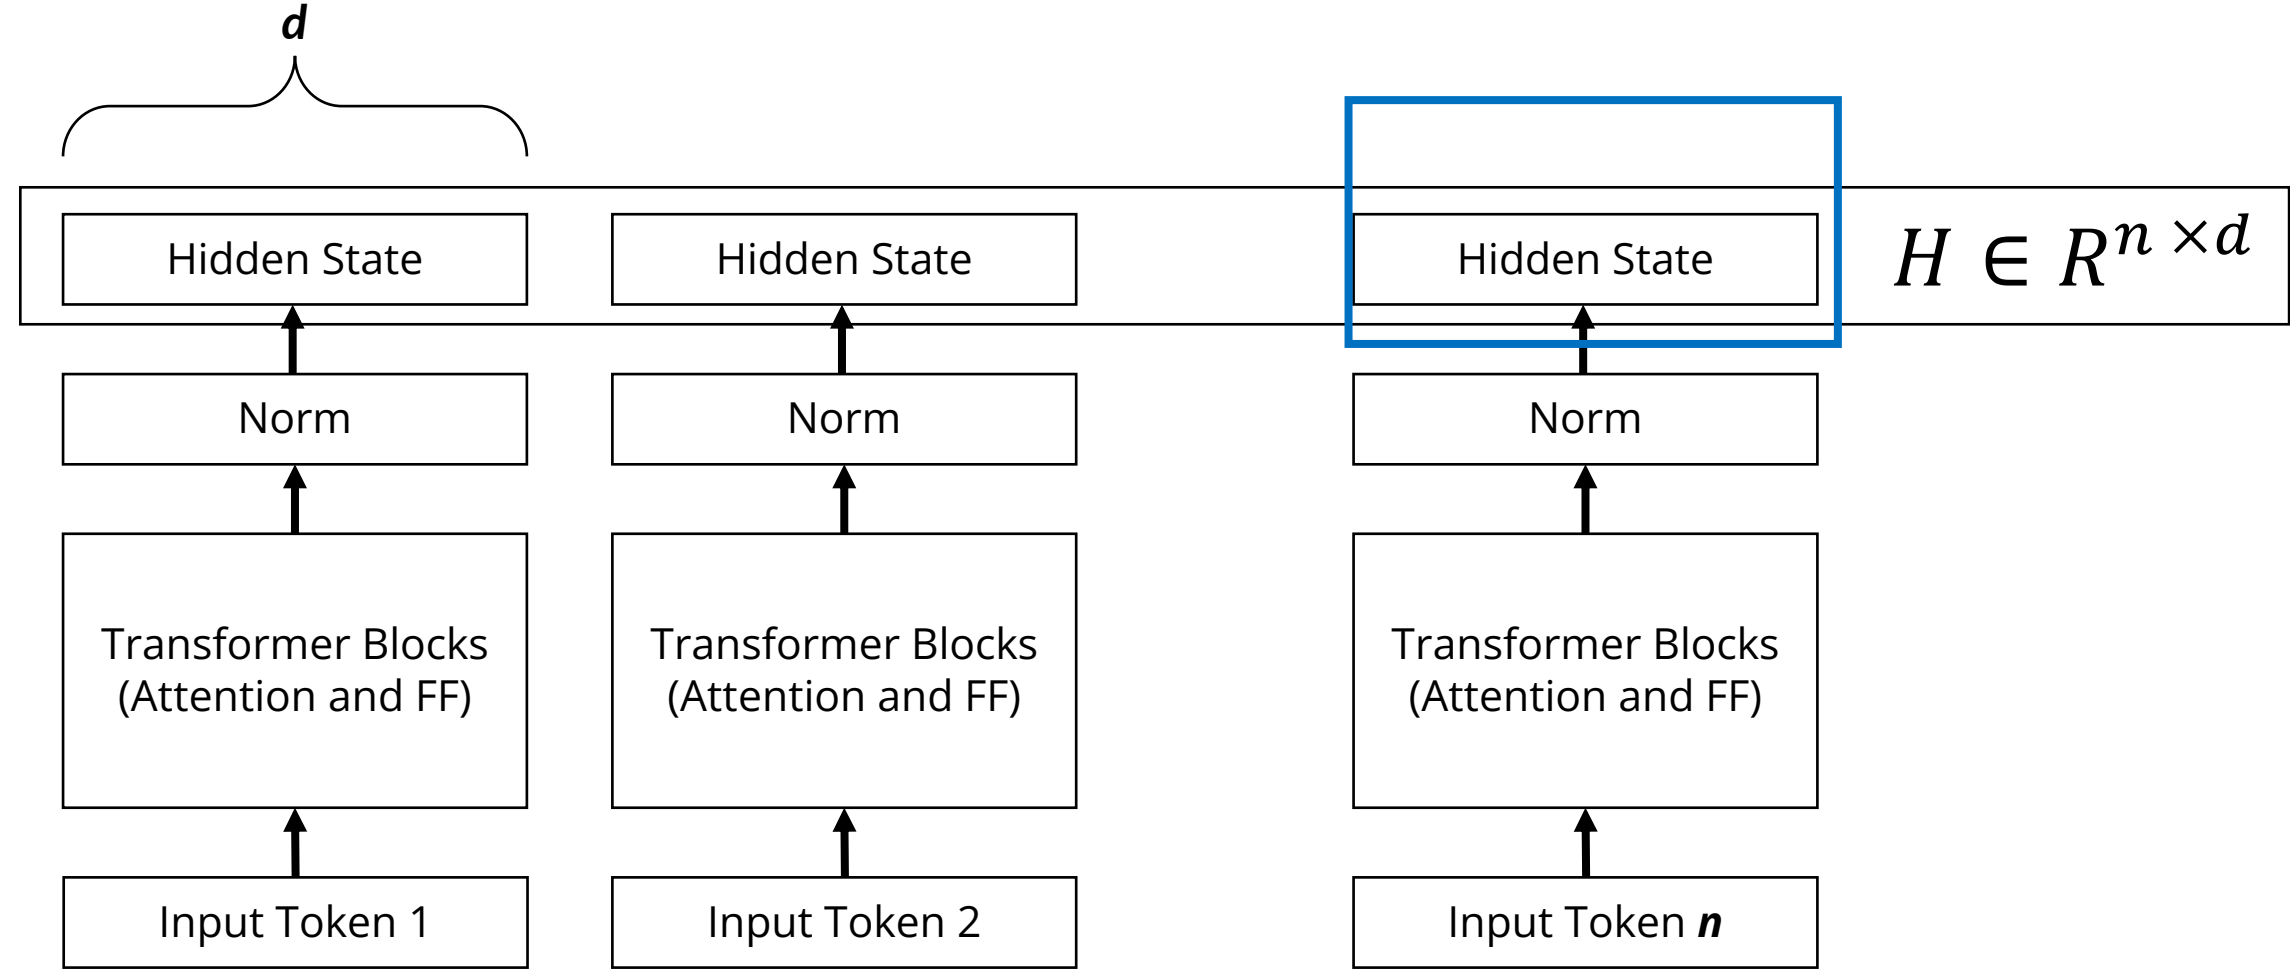 d
Hidden State
Hidden State
Hidden State
H ∈ R^{n × d}
Norm
Norm
Norm
Transformer Blocks
(Attention and FF)
Transformer Blocks
(Attention and FF)
Transformer Blocks
(Attention and FF)
Input Token 1
Input Token 2
Input Token n